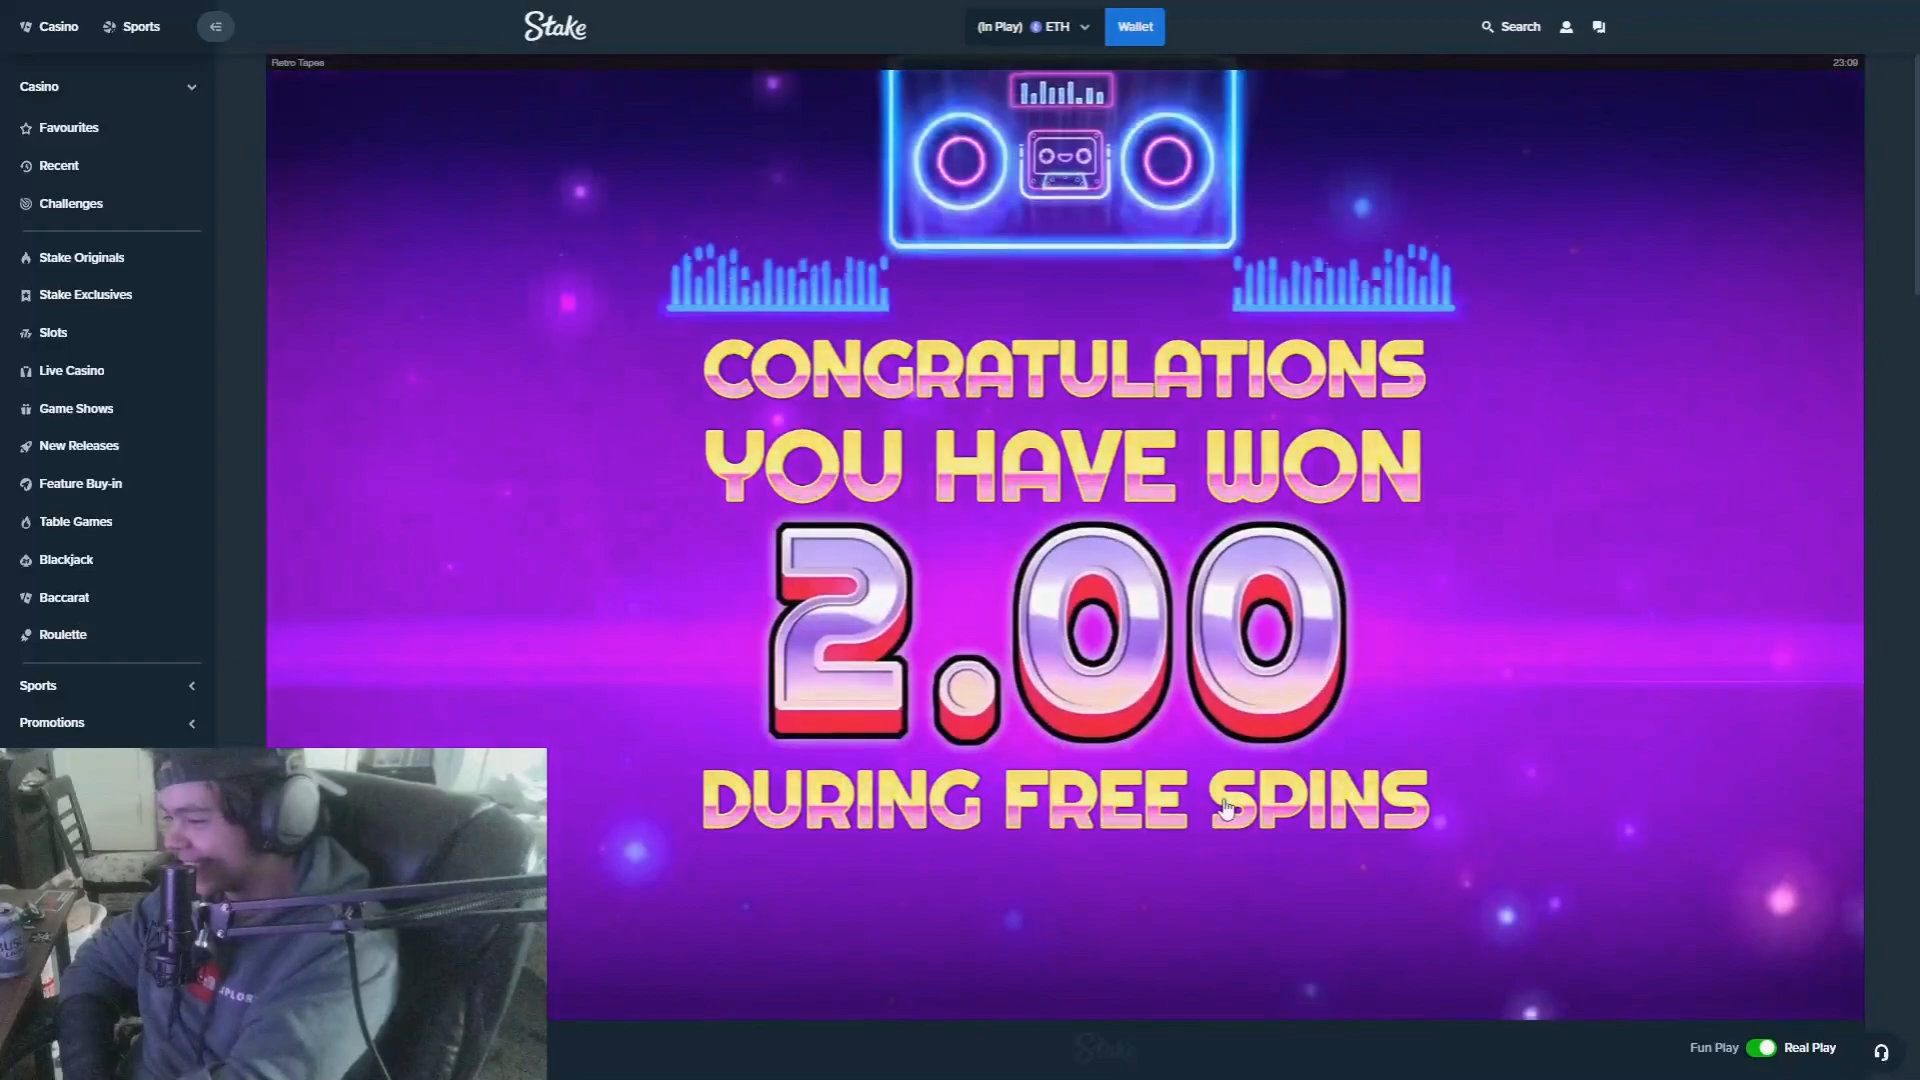 Casino
Sports
Stake
(In Play) ETH
Wallet
Search
Retro Tapes
23:09
Casino
Favourites
Recent
Challenges
Stake Originals
Stake Exclusives
Slots
Live Casino
Game Shows
New Releases
Feature Buy-in
Table Games
Blackjack
Baccarat
Roulette
Sports
Promotions
CONGRATULATIONS
YOU HAVE WON
2.00
DURING FREE SPINS
Stake
Fun Play
Real Play